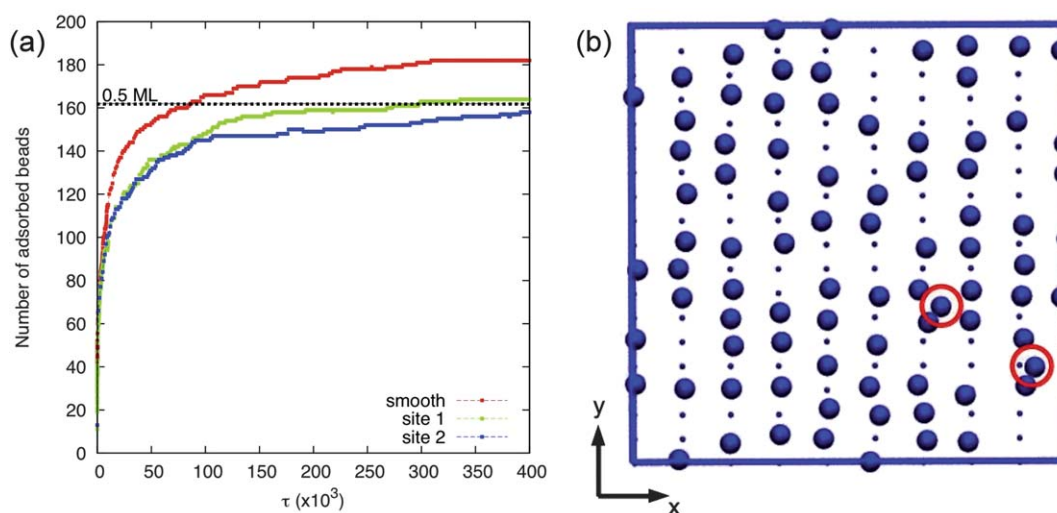 (a)
200
180
160
140
120
100
80
60
40
20
0
Number of adsorbed beads
0.5 ML
smooth
site 1
site 2
0 50 100 150 200 250 300 350 400
τ (x10³)
(b)
y
x